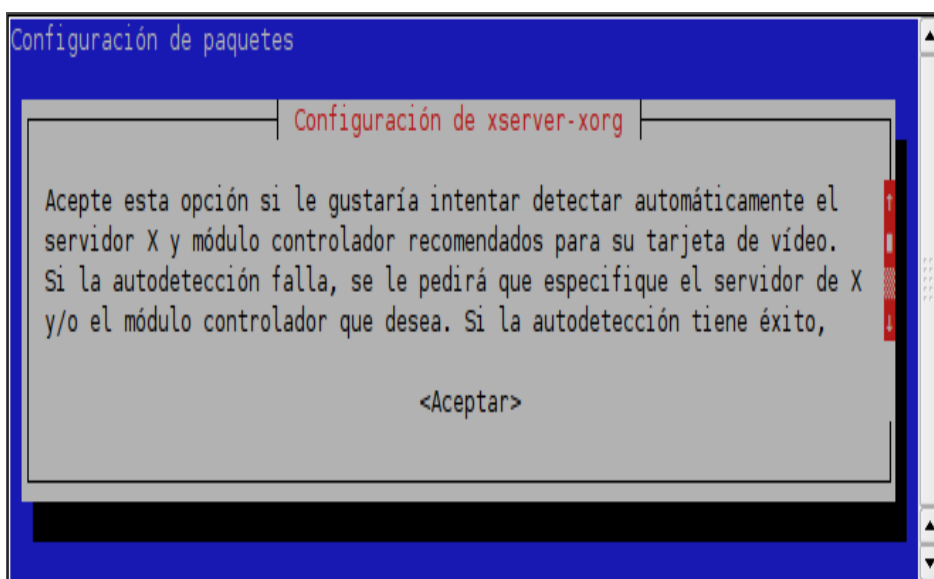 Configuración de paquetes
Configuración de xserver-xorg
Acepte esta opción si le gustaría intentar detectar automáticamente el
servidor X y módulo controlador recomendados para su tarjeta de vídeo.
Si la autodetección falla, se le pedirá que especifique el servidor de X
y/o el módulo controlador que desea. Si la autodetección tiene éxito,
<Aceptar>